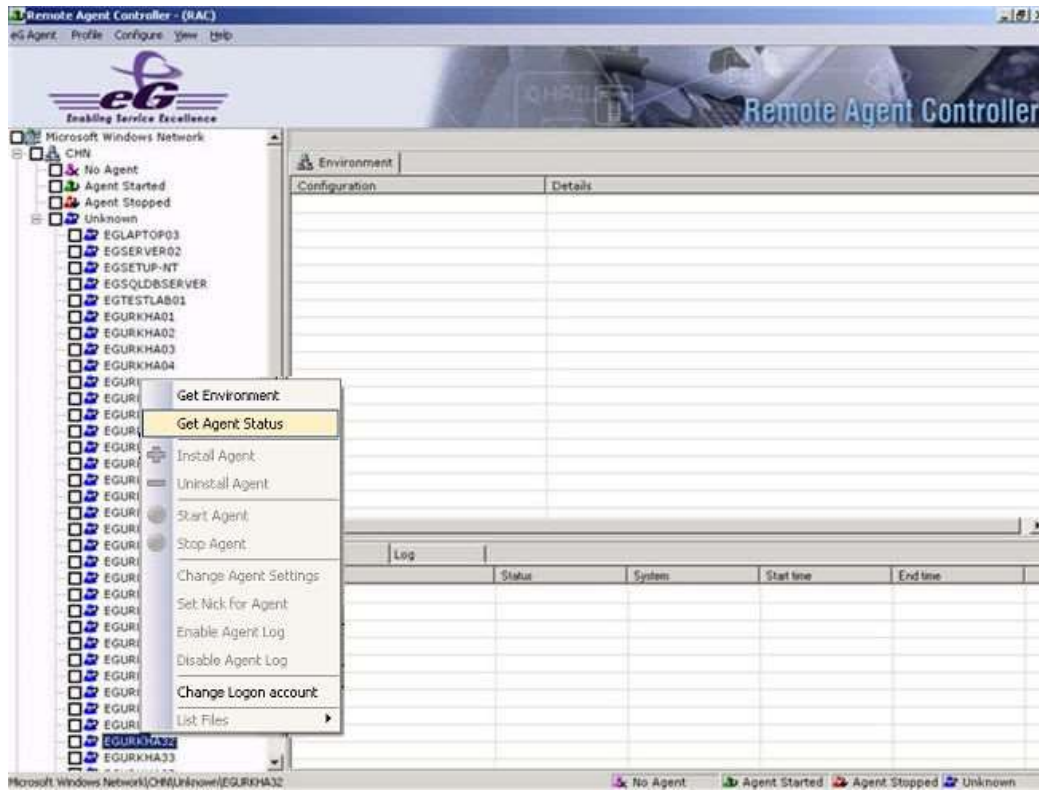 Remote Agent Controller - (RAC)
eG Agent Profile Configure View Help
eG
Enabling Service Excellence
Remote Agent Controller
Microsoft Windows Network
CHN
No Agent
Agent Started
Agent Stopped
Unknown
EGLAPTOP03
EGSERVER02
EGSETUP-NT
EGSQLDBSERVER
EGTESTLAB01
EGURKHA01
EGURKHA02
EGURKHA03
EGURKHA04
EGURKHA32
EGURKHA33
Environment
Configuration Details
Get Environment
Get Agent Status
Install Agent
Uninstall Agent
Start Agent
Stop Agent
Change Agent Settings
Set Nick for Agent
Enable Agent Log
Disable Agent Log
Change Logon account
List Files
Log
Status System Start time End time
Microsoft Windows Network\CHN\Unknown\EGURKHA32
No Agent Agent Started Agent Stopped Unknown